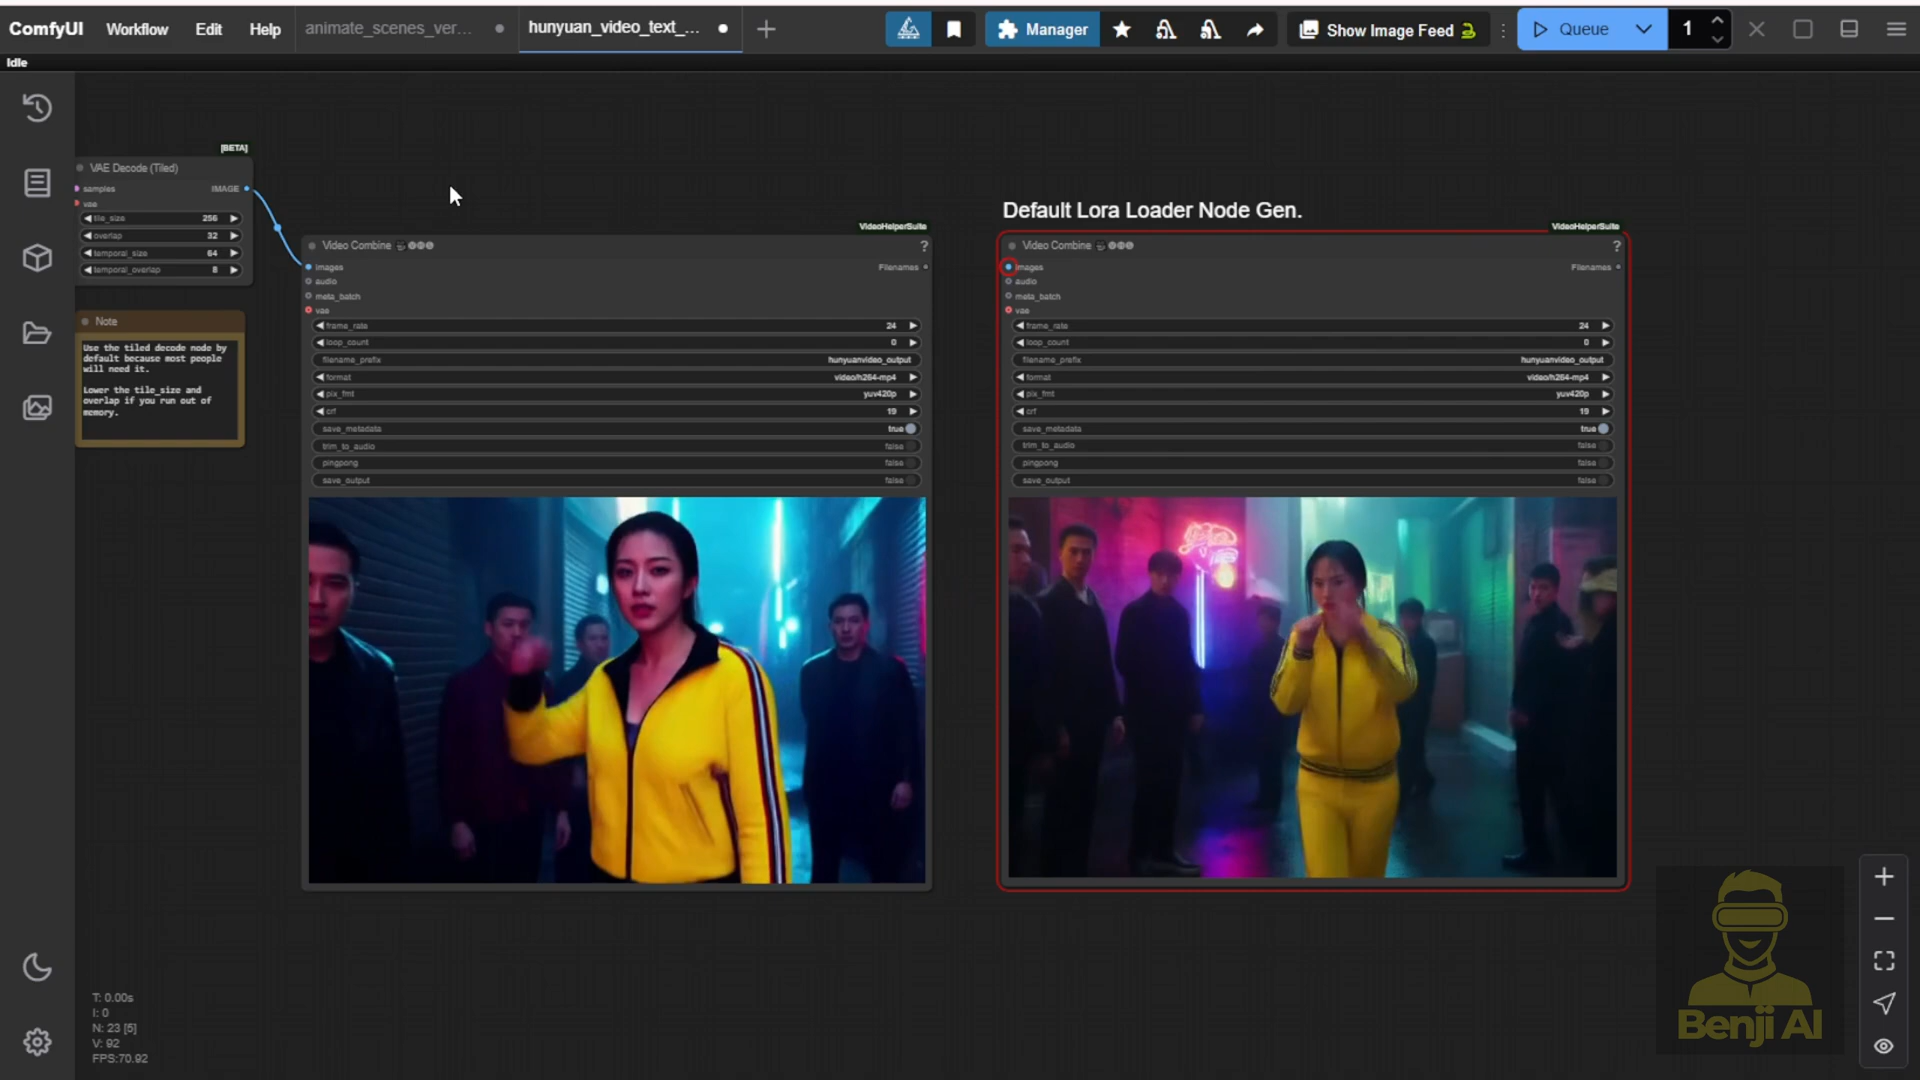 ComfyUI
Workflow
Edit
Help
animate_scenes_ver...
hunyuan_video_text_...
Manager
Show Image Feed
Queue
1
Idle
[BETA]
VAE Decode (Tiled)
samples
IMAGE
vae
tile_size 256
overlap 32
temporal_size 64
temporal_overlap 8
Note
Use the tiled decode node by
default because most people
will need it.
Lower the tile_size and
overlap if you run out of
memory.
VideoHelperSuite
Video Combine
?
images
Filenames
audio
meta_batch
vae
frame_rate 24
loop_count 0
filename_prefix hunyuanvideo_output
format video/h264-mp4
pix_fmt yuv420p
crf 19
save_metadata true
trim_to_audio false
pingpong false
save_output false
Default Lora Loader Node Gen.
VideoHelperSuite
Video Combine
?
images
Filenames
audio
meta_batch
vae
frame_rate 24
loop_count 0
filename_prefix hunyuanvideo_output
format video/h264-mp4
pix_fmt yuv420p
crf 19
save_metadata true
trim_to_audio false
pingpong false
save_output false
T: 0.00s
I: 0
N: 23 [5]
V: 92
FPS:70.92
Benji AI